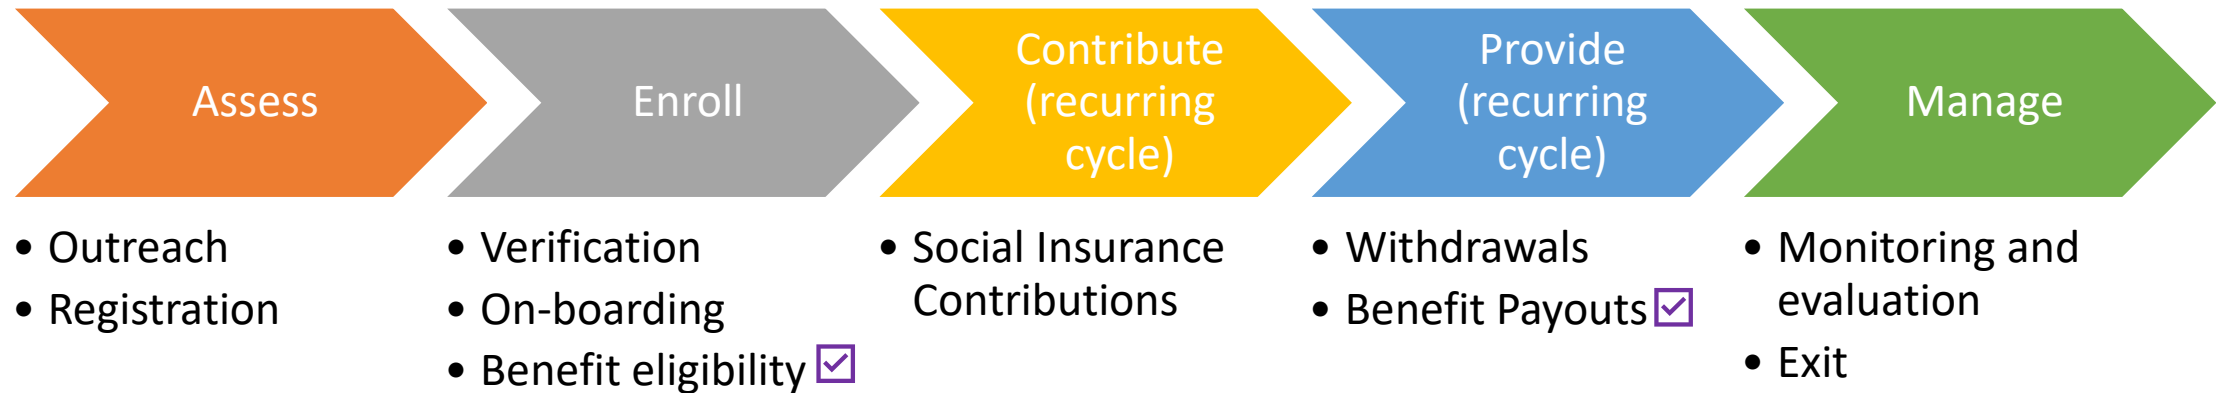 Assess
Enroll
Contribute
(recurring
cycle)
Provide
(recurring
cycle)
Manage
• Outreach
• Registration
• Verification
• On-boarding
• Benefit eligibility
• Social Insurance
Contributions
• Withdrawals
• Benefit Payouts
• Monitoring and
evaluation
• Exit